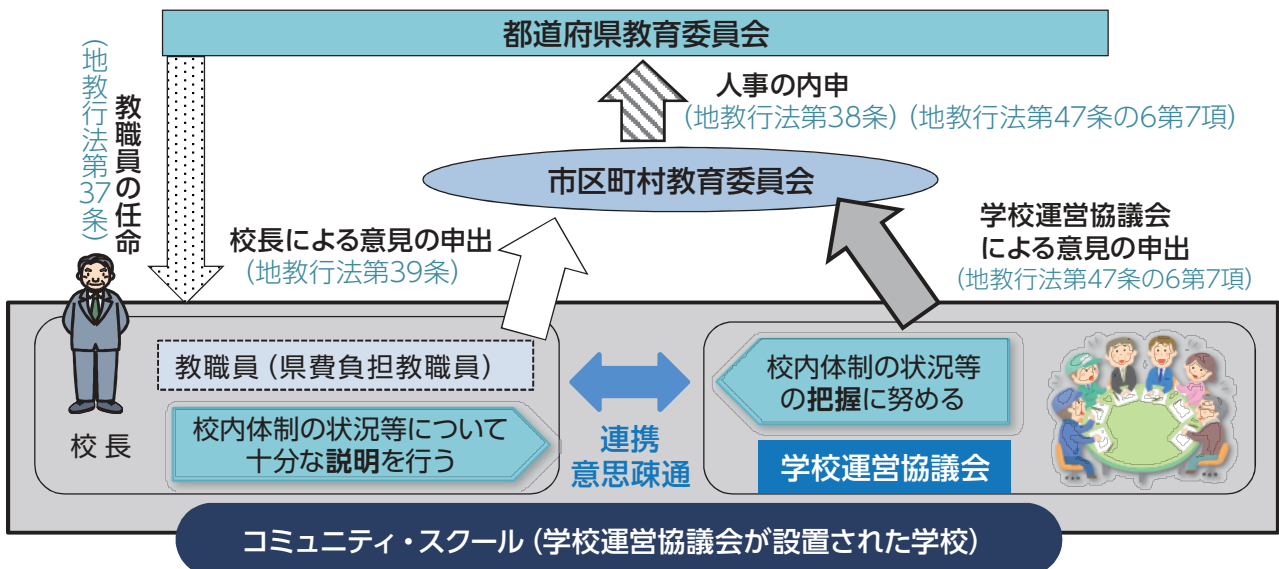 都道府県教育委員会
教職員の任命
（地教行法第37条）
人事の内申
（地教行法第38条）（地教行法第47条の6第7項）
市区町村教育委員会
校長による意見の申出
（地教行法第39条）
学校運営協議会
による意見の申出
（地教行法第47条の6第7項）
教職員（県費負担教職員）
校内体制の状況等について
十分な説明を行う
校長
連携
意思疎通
校内体制の状況等
の把握に努める
学校運営協議会
コミュニティ・スクール（学校運営協議会が設置された学校）